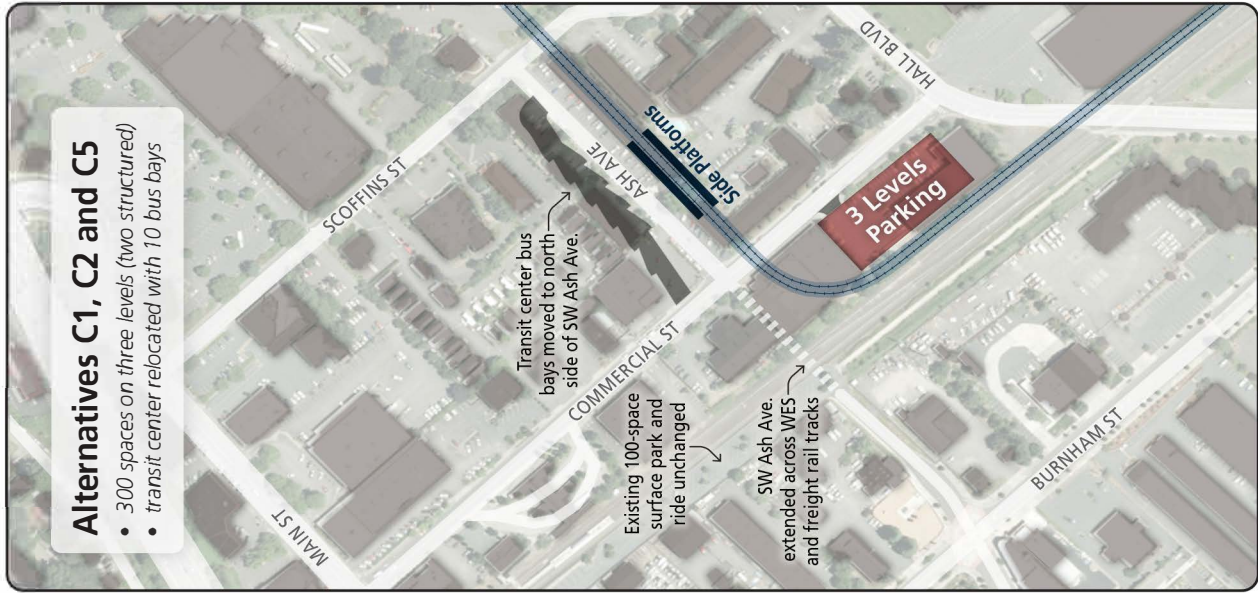 Alternatives C1, C2 and C5
• 300 spaces on three levels (two structured)
• transit center relocated with 10 bus bays
SCOFFINS ST
MAIN ST
HALL BLVD
ASH AVE
Side Platforms
Transit center bus
bays moved to north
side of SW Ash Ave.
COMMERCIAL ST
3 Levels
Parking
Existing 100-space
surface park and
ride unchanged
SW Ash Ave.
extended across WES
and freight rail tracks
BURNHAM ST